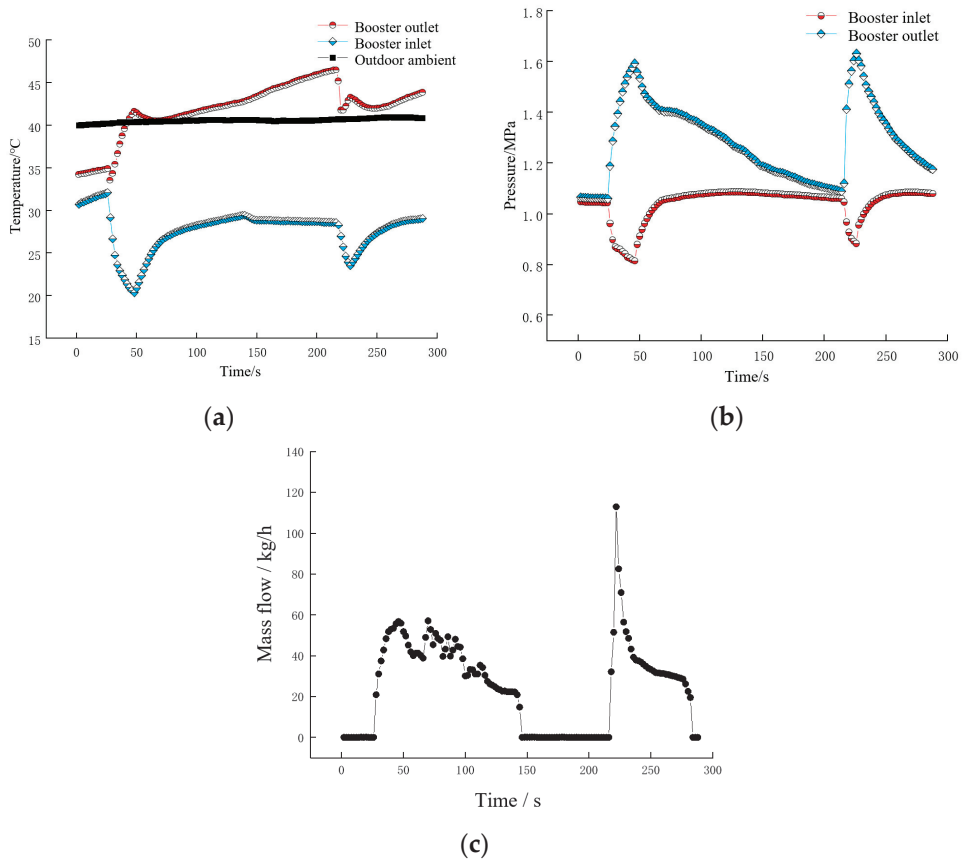 Booster outlet
Booster inlet
Outdoor ambient
50
45
40
35
30
25
20
15
Temperature/°C
0 50 100 150 200 250 300
Time/s
(a)
Booster inlet
Booster outlet
1.8
1.6
1.4
1.2
1.0
0.8
0.6
Pressure/MPa
0 50 100 150 200 250 300
Time/s
(b)
140
120
100
80
60
40
20
0
Mass flow / kg/h
0 50 100 150 200 250 300
Time / s
(c)